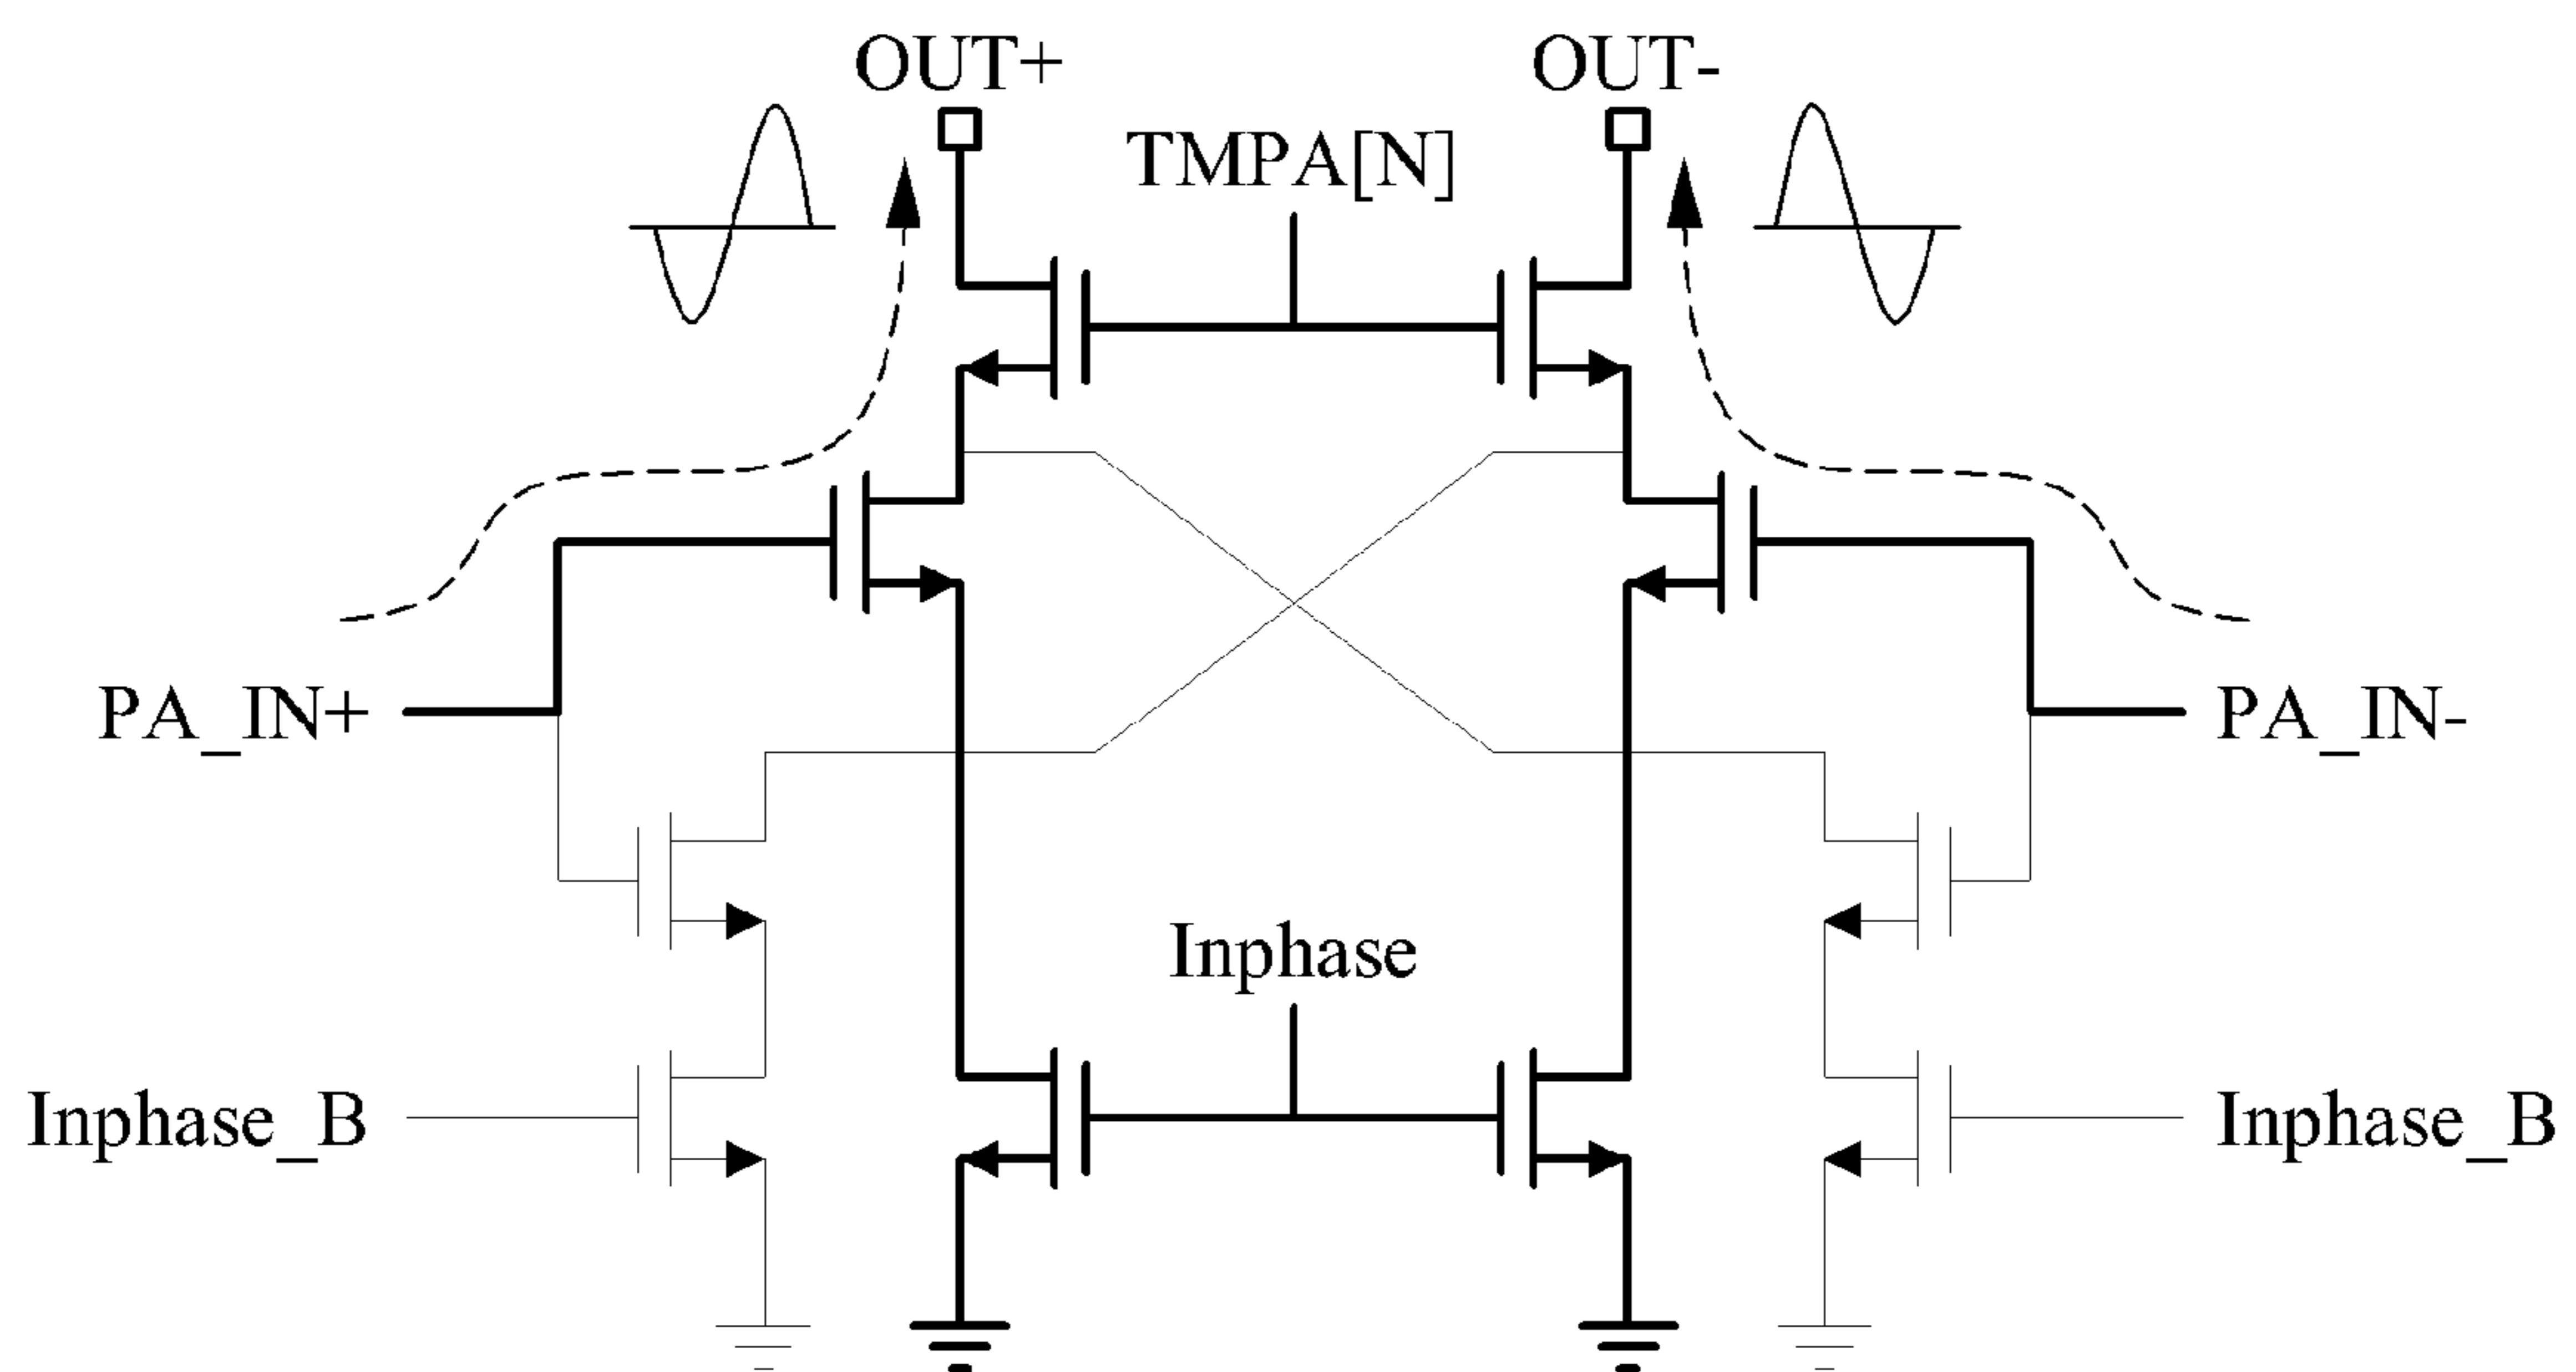 OUT+
OUT-
TMPA[N]
PA_IN+
PA_IN-
Inphase
Inphase_B
Inphase_B